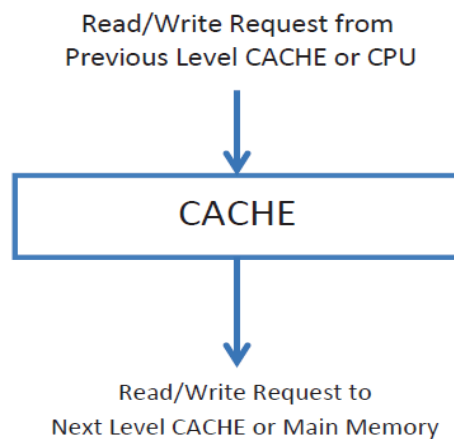 Read/Write Request from
Previous Level CACHE or CPU
CACHE
Read/Write Request to
Next Level CACHE or Main Memory